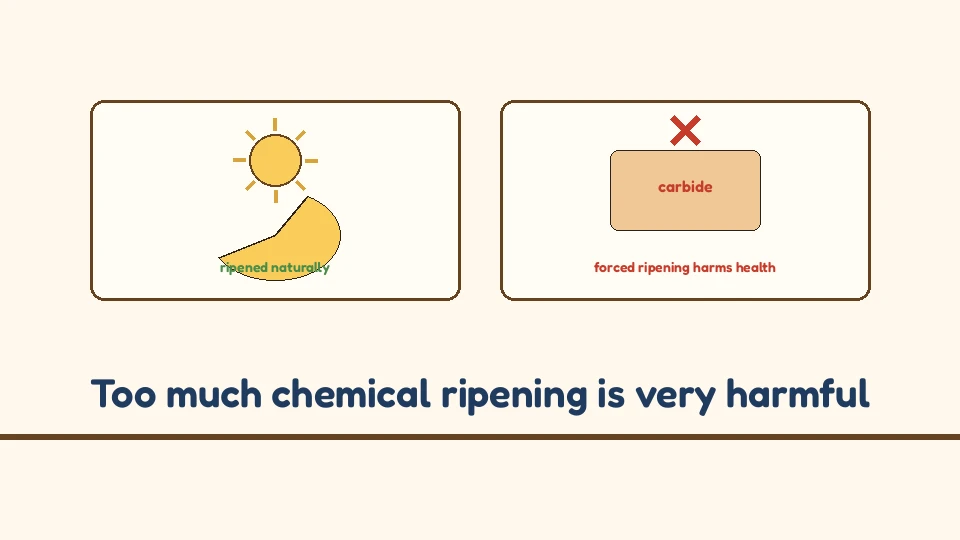 ripened naturally
carbide
forced ripening harms health
Too much chemical ripening is very harmful